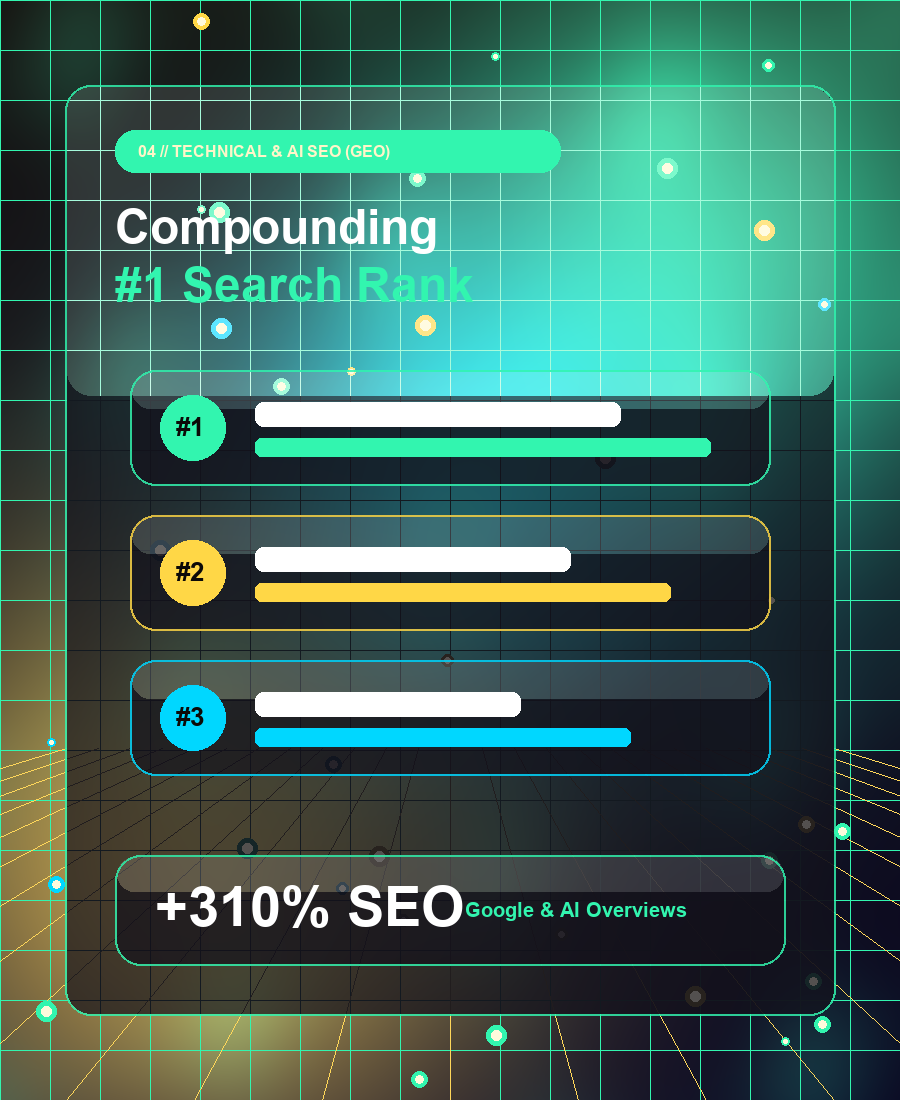 04 // TECHNICAL & AI SEO (GEO)
Compounding
#1 Search Rank
#1
#2
#3
+310% SEO Google & AI Overviews